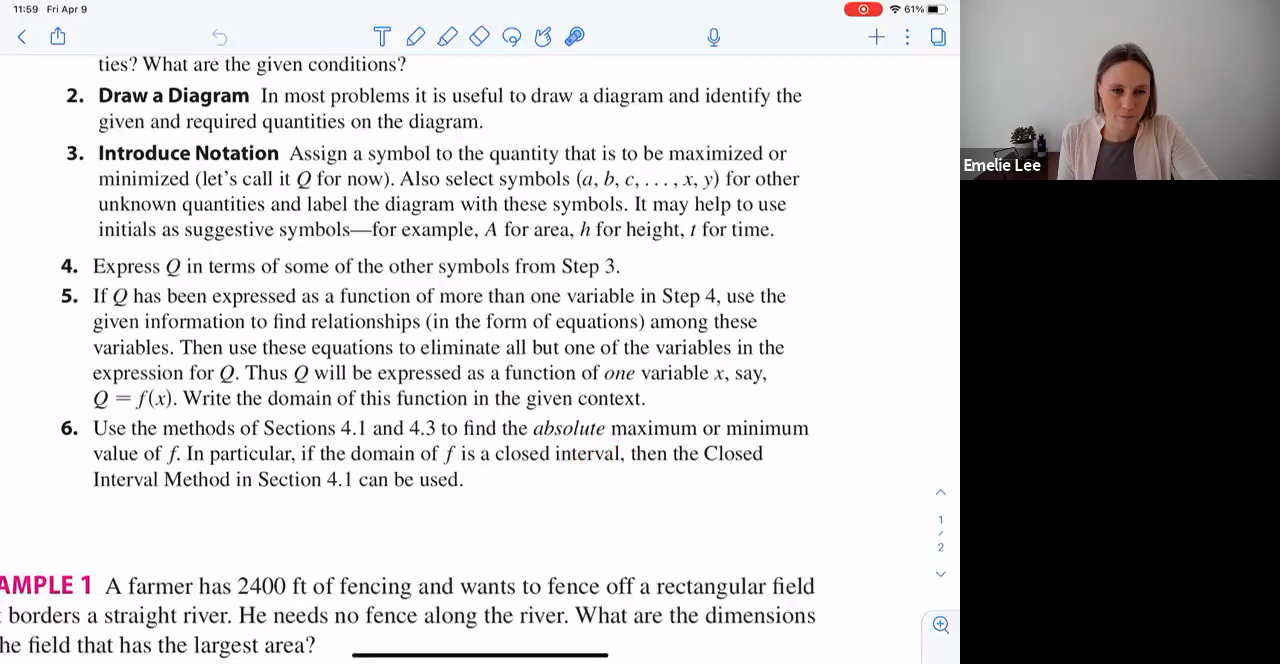 11:59 Fri Apr 9
61%
ties? What are the given conditions?
2. Draw a Diagram In most problems it is useful to draw a diagram and identify the
given and required quantities on the diagram.
3. Introduce Notation Assign a symbol to the quantity that is to be maximized or
minimized (let's call it Q for now). Also select symbols (a, b, c, . . . , x, y) for other
unknown quantities and label the diagram with these symbols. It may help to use
initials as suggestive symbols—for example, A for area, h for height, t for time.
4. Express Q in terms of some of the other symbols from Step 3.
5. If Q has been expressed as a function of more than one variable in Step 4, use the
given information to find relationships (in the form of equations) among these
variables. Then use these equations to eliminate all but one of the variables in the
expression for Q. Thus Q will be expressed as a function of one variable x, say,
Q = f(x). Write the domain of this function in the given context.
6. Use the methods of Sections 4.1 and 4.3 to find the absolute maximum or minimum
value of f. In particular, if the domain of f is a closed interval, then the Closed
Interval Method in Section 4.1 can be used.
1
/
2
AMPLE 1 A farmer has 2400 ft of fencing and wants to fence off a rectangular field
borders a straight river. He needs no fence along the river. What are the dimensions
he field that has the largest area?
Emelie Lee